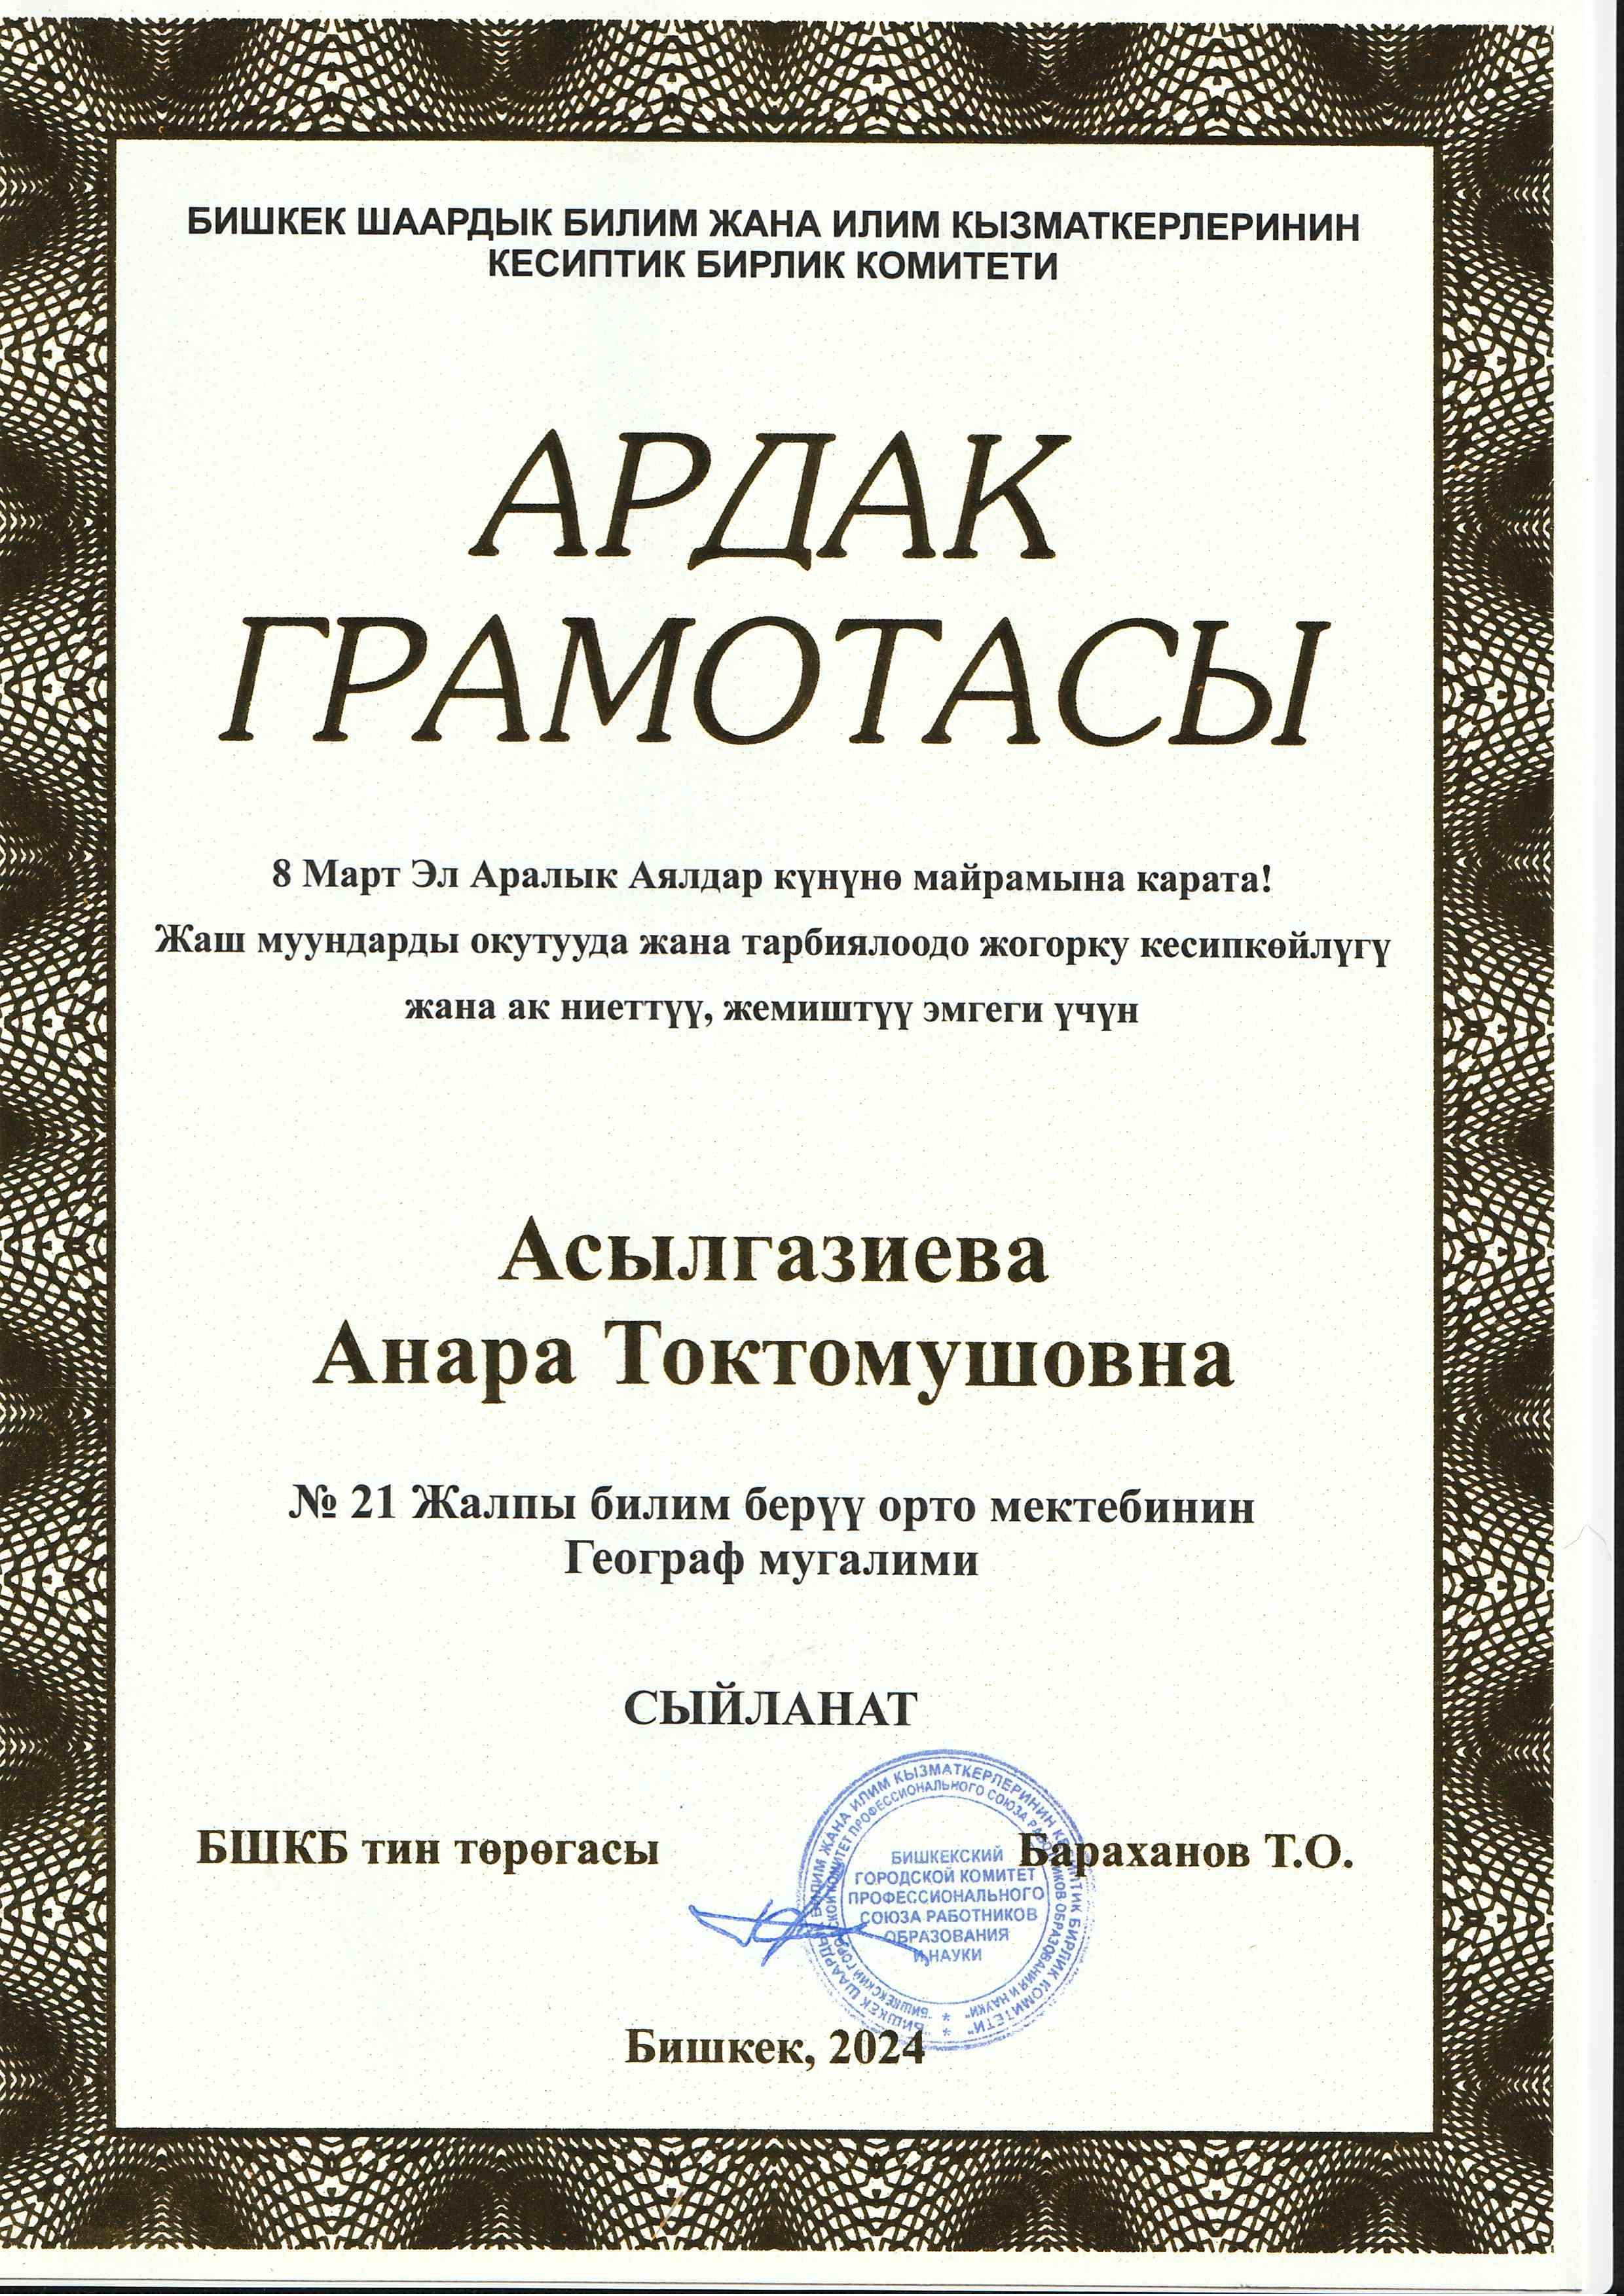 БИШКЕК ШААРДЫК БИЛИМ ЖАНА ИЛИМ КЫЗМАТКЕРЛЕРИНИН
КЕСИПТИК БИРЛИК КОМИТЕТИ
АРДАК
ГРАМОТАСЫ
8 Март Эл Аралык Аялдар күнүнө майрамына карата!
Жаш муундарды окутууда жана тарбиялоодо жогорку кесипкөйлүгү
жана ак ниеттүү, жемиштүү эмгеги үчүн
Асылгазиева
Анара Токтомушовна
№ 21 Жалпы билим берүү орто мектебинин
Географ мугалими
СЫЙЛАНАТ
БШКБ тин төрөгасы
Бараханов Т.О.
БИШКЕК ШААРДЫК БИЛИМ ЖАНА ИЛИМ КЫЗМАТКЕРЛЕРИНИН КЕСИПТИК БИРЛИК КОМИТЕТИ"
"БИШКЕКСКИЙ ГОРОДСКОЙ КОМИТЕТ ПРОФЕССИОНАЛЬНОГО СОЮЗА РАБОТНИКОВ ОБРАЗОВАНИЯ И НАУКИ"
БИШКЕКСКИЙ
ГОРОДСКОЙ КОМИТЕТ
ПРОФЕССИОНАЛЬНОГО
СОЮЗА РАБОТНИКОВ
ОБРАЗОВАНИЯ
И НАУКИ
Бишкек, 2024